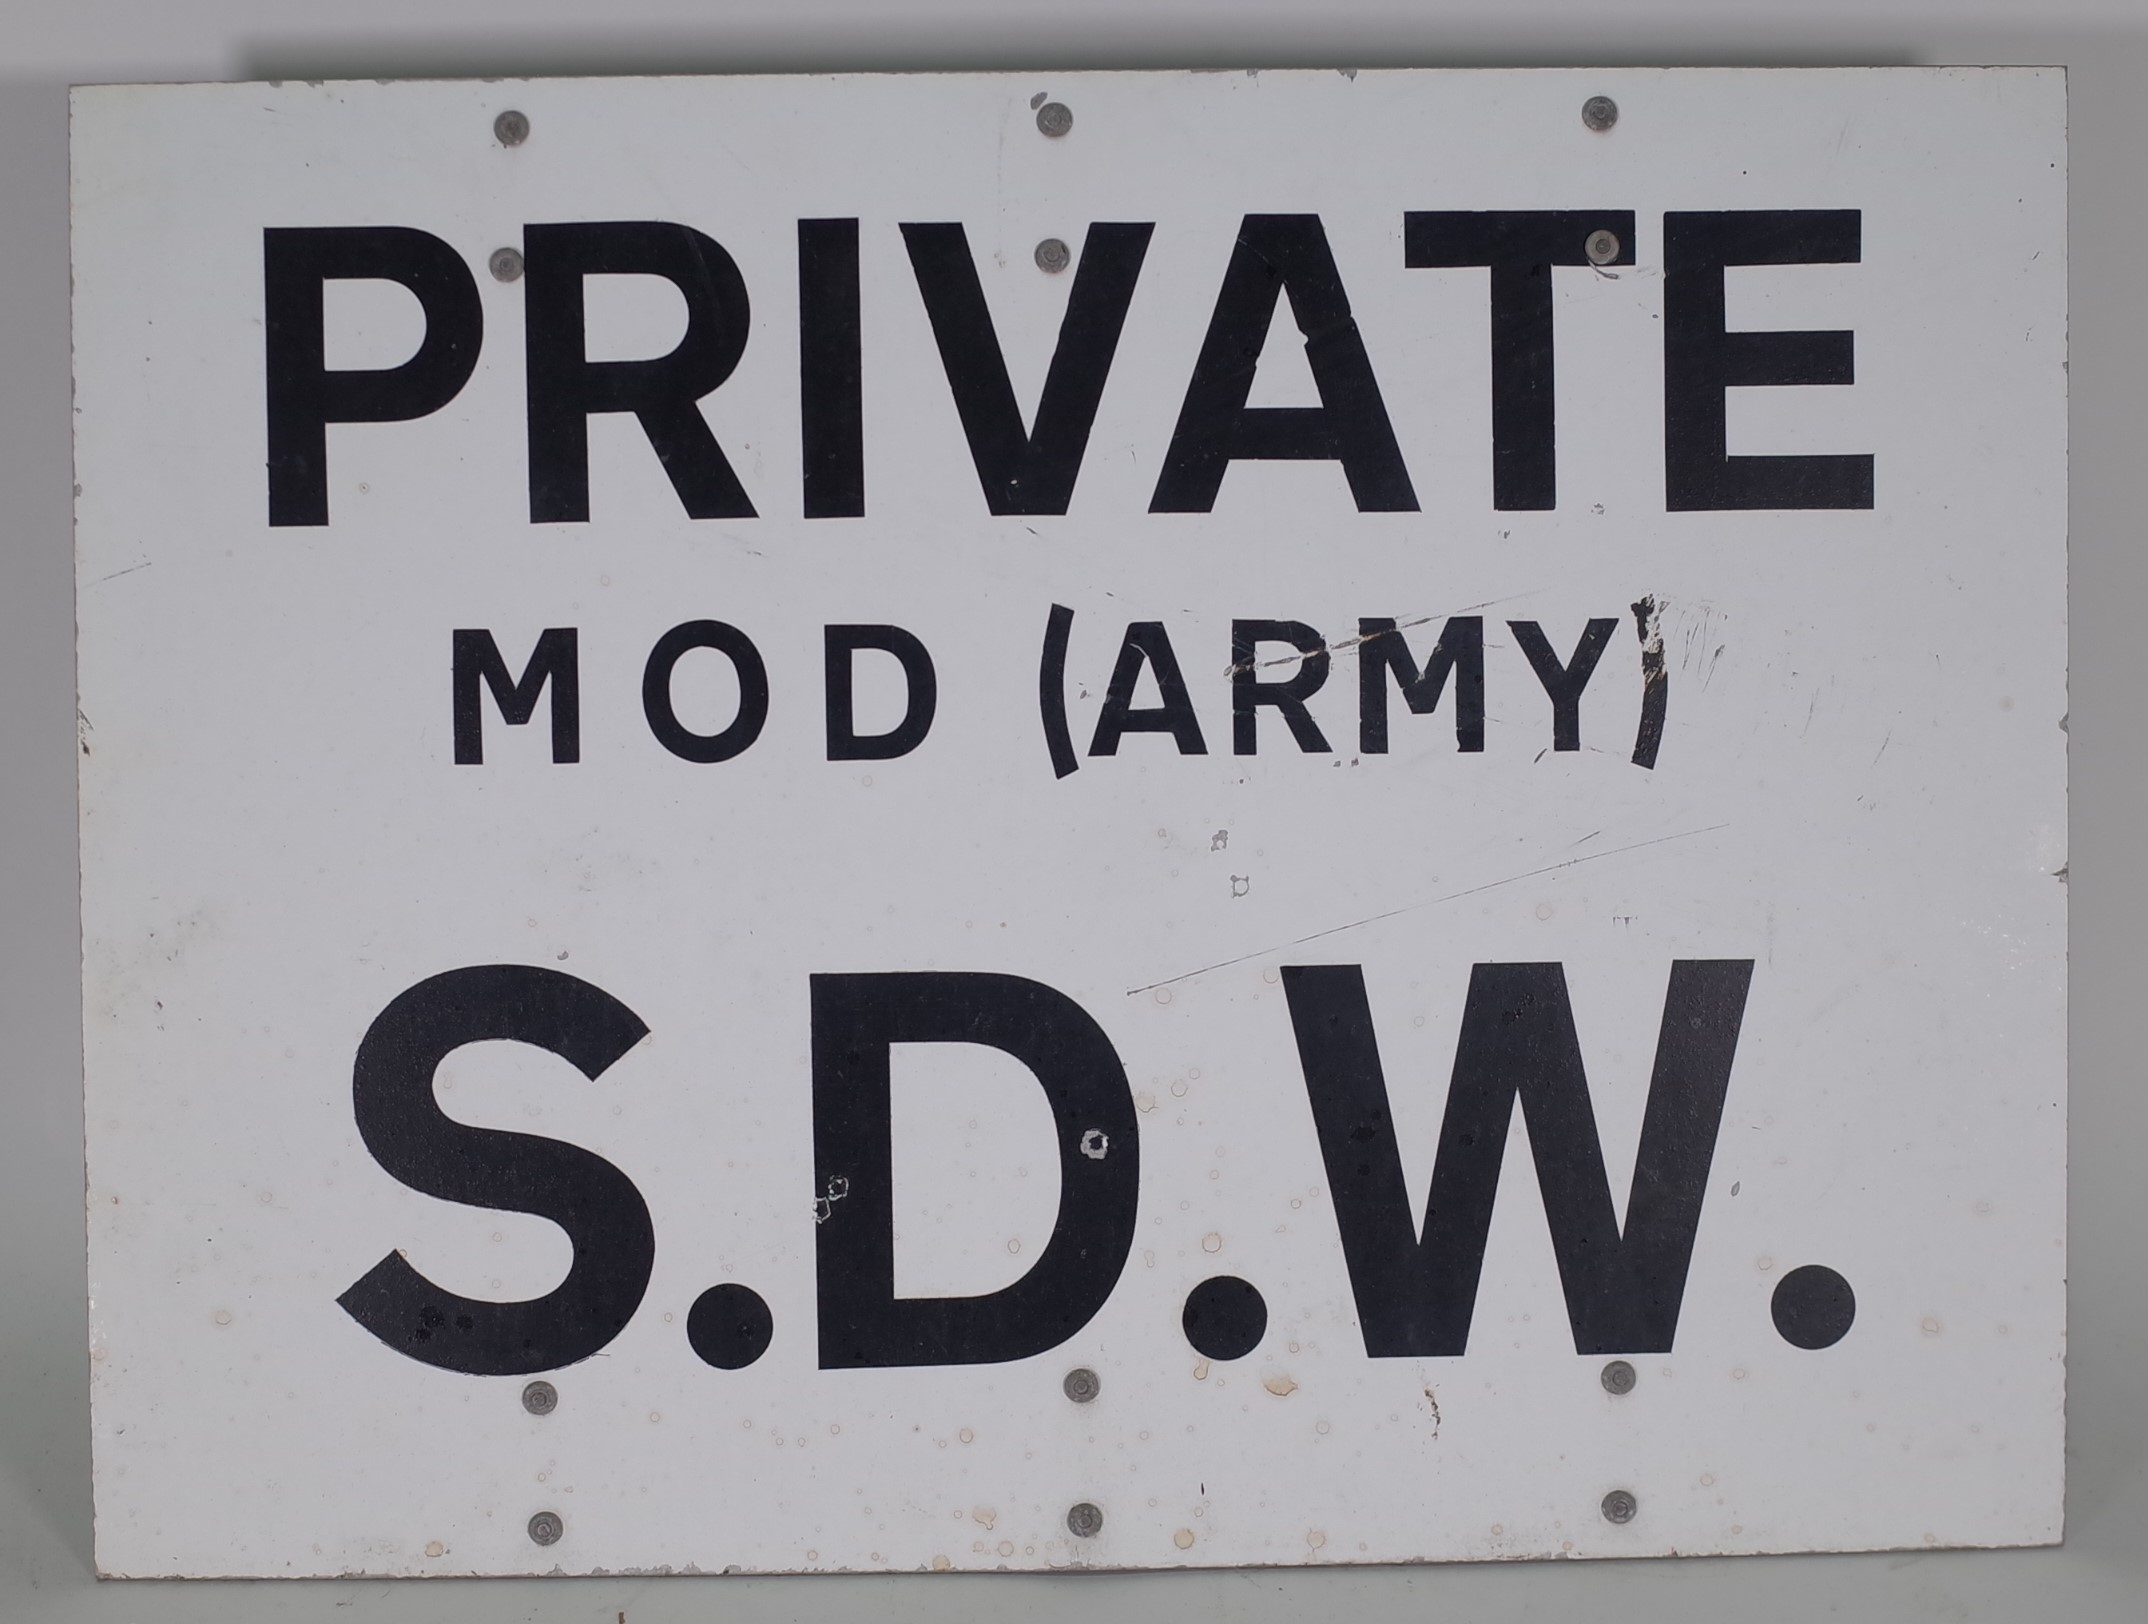 PRIVATE
MOD (ARMY)
S.D.W.